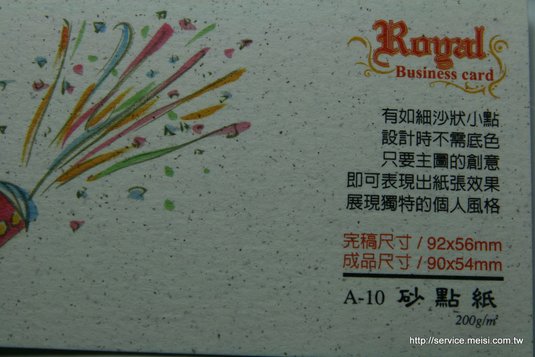 Royal
Business card
有如細沙狀小點
設計時不需底色
只要主圖的創意
即可表現出紙張效果
展現獨特的個人風格
完稿尺寸 / 92x56mm
成品尺寸 / 90x54mm
A-10 砂點紙
200g/m²
http://service.meisi.com.tw